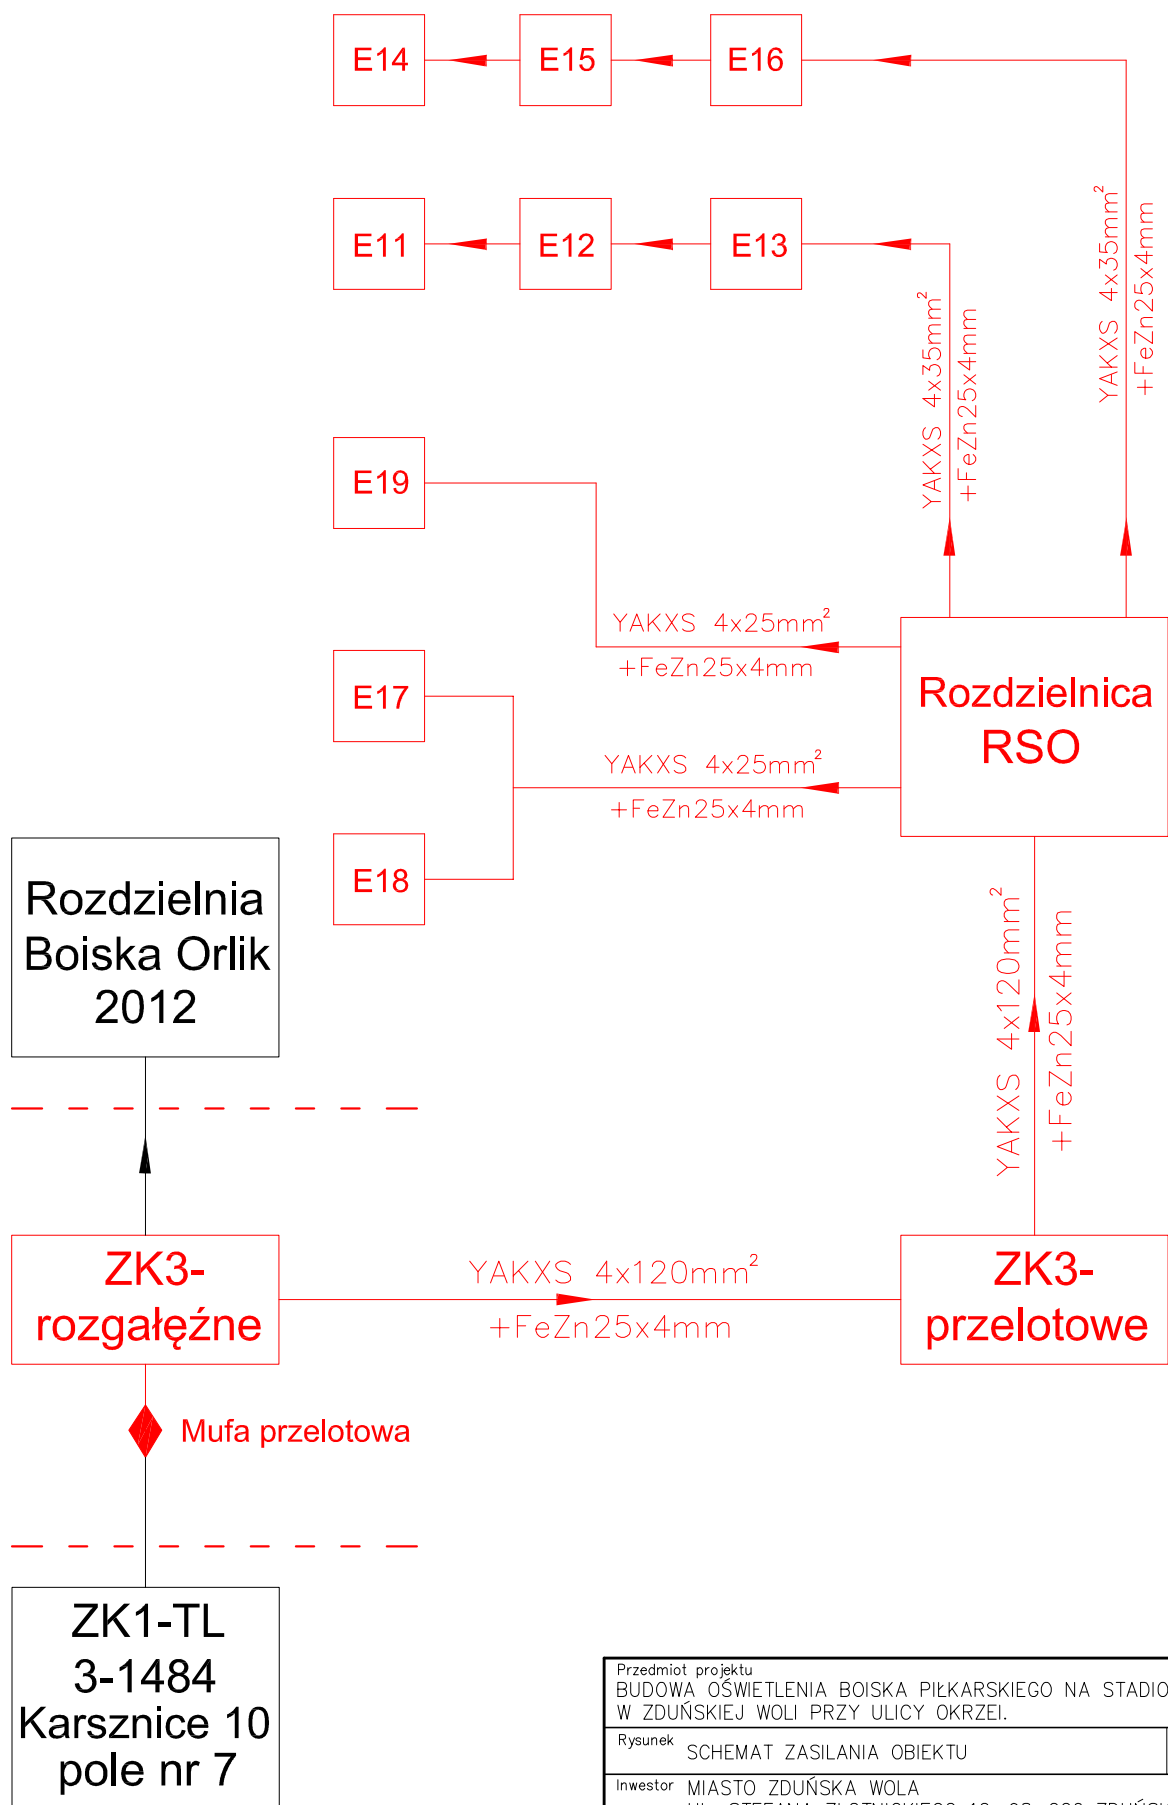 E14
E15
E16
E11
E12
E13
YAKXS 4x35mm²
+FeZn25x4mm
YAKXS 4x35mm²
+FeZn25x4mm
E19
YAKXS 4x25mm²
+FeZn25x4mm
E17
YAKXS 4x25mm²
+FeZn25x4mm
E18
Rozdzielnica
RSO
Rozdzielnia
Boiska Orlik
2012
YAKXS 4x120mm²
+FeZn25x4mm
ZK3-
rozgałęźne
YAKXS 4x120mm²
+FeZn25x4mm
ZK3-
przelotowe
Mufa przelotowa
ZK1-TL
3-1484
Karsznice 10
pole nr 7
Przedmiot projektu
BUDOWA OŚWIETLENIA BOISKA PIŁKARSKIEGO NA STADIO
W ZDUŃSKIEJ WOLI PRZY ULICY OKRZEI.
Rysunek SCHEMAT ZASILANIA OBIEKTU
Inwestor MIASTO ZDUŃSKA WOLA